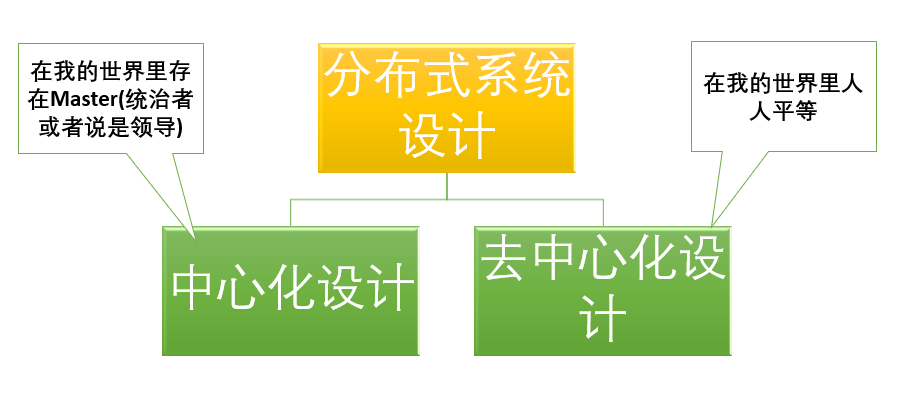 在我的世界里存
在Master(统治者
或者说是领导)
分布式系统
设计
在我的世界里人
人平等
中心化设计
去中心化设
计